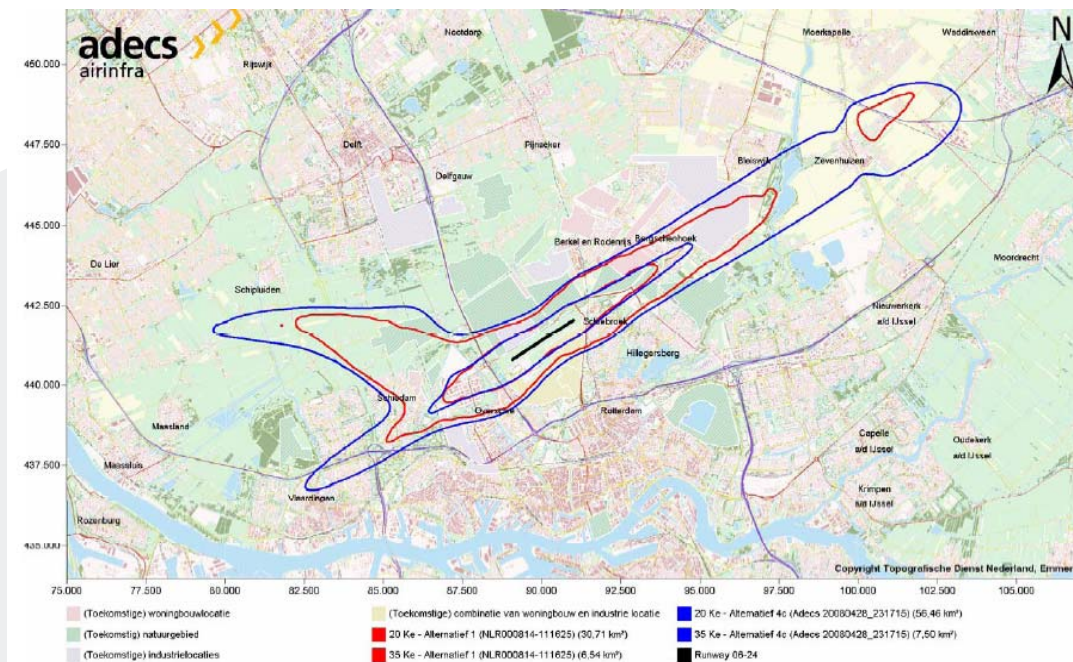 adecs
airinfra
N
Nootdorp
Moerkapelle
Waddinxveen
450.000
Rijswijk
447.500
Delft
Pijnacker
Bleiswijk
Zevenhuizen
Delfgauw
445.000
Berkel en Rodenrijs
Bergschenhoek
De Lier
Moordrecht
Schipluiden
442.500
Nieuwerkerk
a/d IJssel
Schiebroek
Hillegersberg
440.000
Schiedam
Overschie
Rotterdam
Maasland
Capelle
a/d IJssel
Ouderkerk
a/d IJssel
437.500
Maassluis
Vlaardingen
Krimpen
a/d IJssel
Rozenburg
435.000
Copyright Topografische Dienst Nederland, Emmen
75.000 77.500 80.000 82.500 85.000 87.500 90.000 92.500 95.000 97.500 100.000 102.500 105.000
(Toekomstige) woningbouwlocatie
(Toekomstige) combinatie van woningbouw en industrie locatie
20 Ke - Alternatief 4c (Adecs 20080428_231715) (56,46 km²)
(Toekomstig) natuurgebied
20 Ke - Alternatief 1 (NLR000814-111625) (30,71 km²)
35 Ke - Alternatief 4c (Adecs 20080428_231715) (7,50 km²)
(Toekomstige) industrielocaties
35 Ke - Alternatief 1 (NLR000814-111625) (6,54 km²)
Runway 06-24